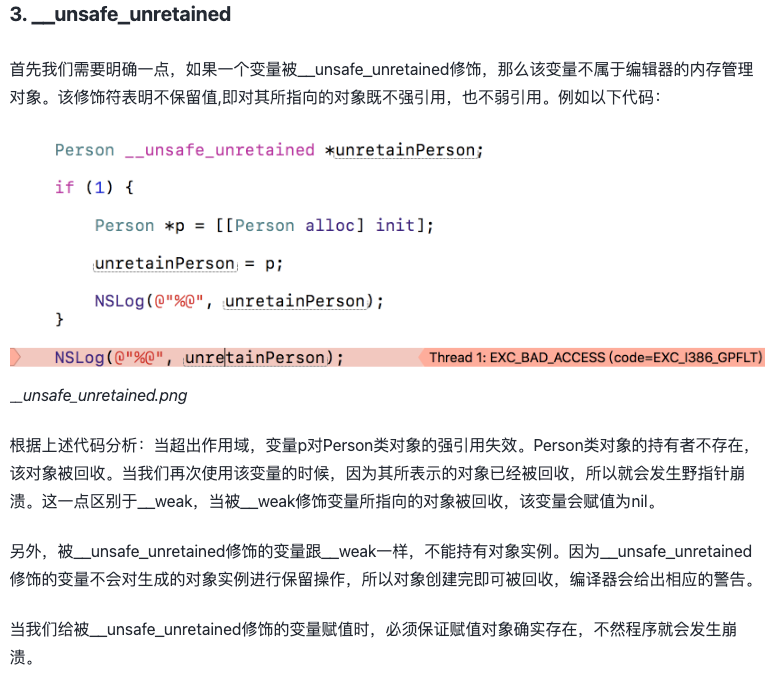 3. __unsafe_unretained
首先我们需要明确一点，如果一个变量被__unsafe_unretained修饰，那么该变量不属于编辑器的内存管理
对象。该修饰符表明不保留值,即对其所指向的对象既不强引用，也不弱引用。例如以下代码：
Person __unsafe_unretained *unretainPerson;
if (1) {
Person *p = [[Person alloc] init];
unretainPerson = p;
NSLog(@"%@", unretainPerson);
}
NSLog(@"%@", unretainPerson); Thread 1: EXC_BAD_ACCESS (code=EXC_I386_GPFLT)
__unsafe_unretained.png
根据上述代码分析：当超出作用域，变量p对Person类对象的强引用失效。Person类对象的持有者不存在，
该对象被回收。当我们再次使用该变量的时候，因为其所表示的对象已经被回收，所以就会发生野指针崩
溃。这一点区别于__weak，当被__weak修饰变量所指向的对象被回收，该变量会赋值为nil。
另外，被__unsafe_unretained修饰的变量跟__weak一样，不能持有对象实例。因为__unsafe_unretained
修饰的变量不会对生成的对象实例进行保留操作，所以对象创建完即可被回收，编译器会给出相应的警告。
当我们给被__unsafe_unretained修饰的变量赋值时，必须保证赋值对象确实存在，不然程序就会发生崩
溃。